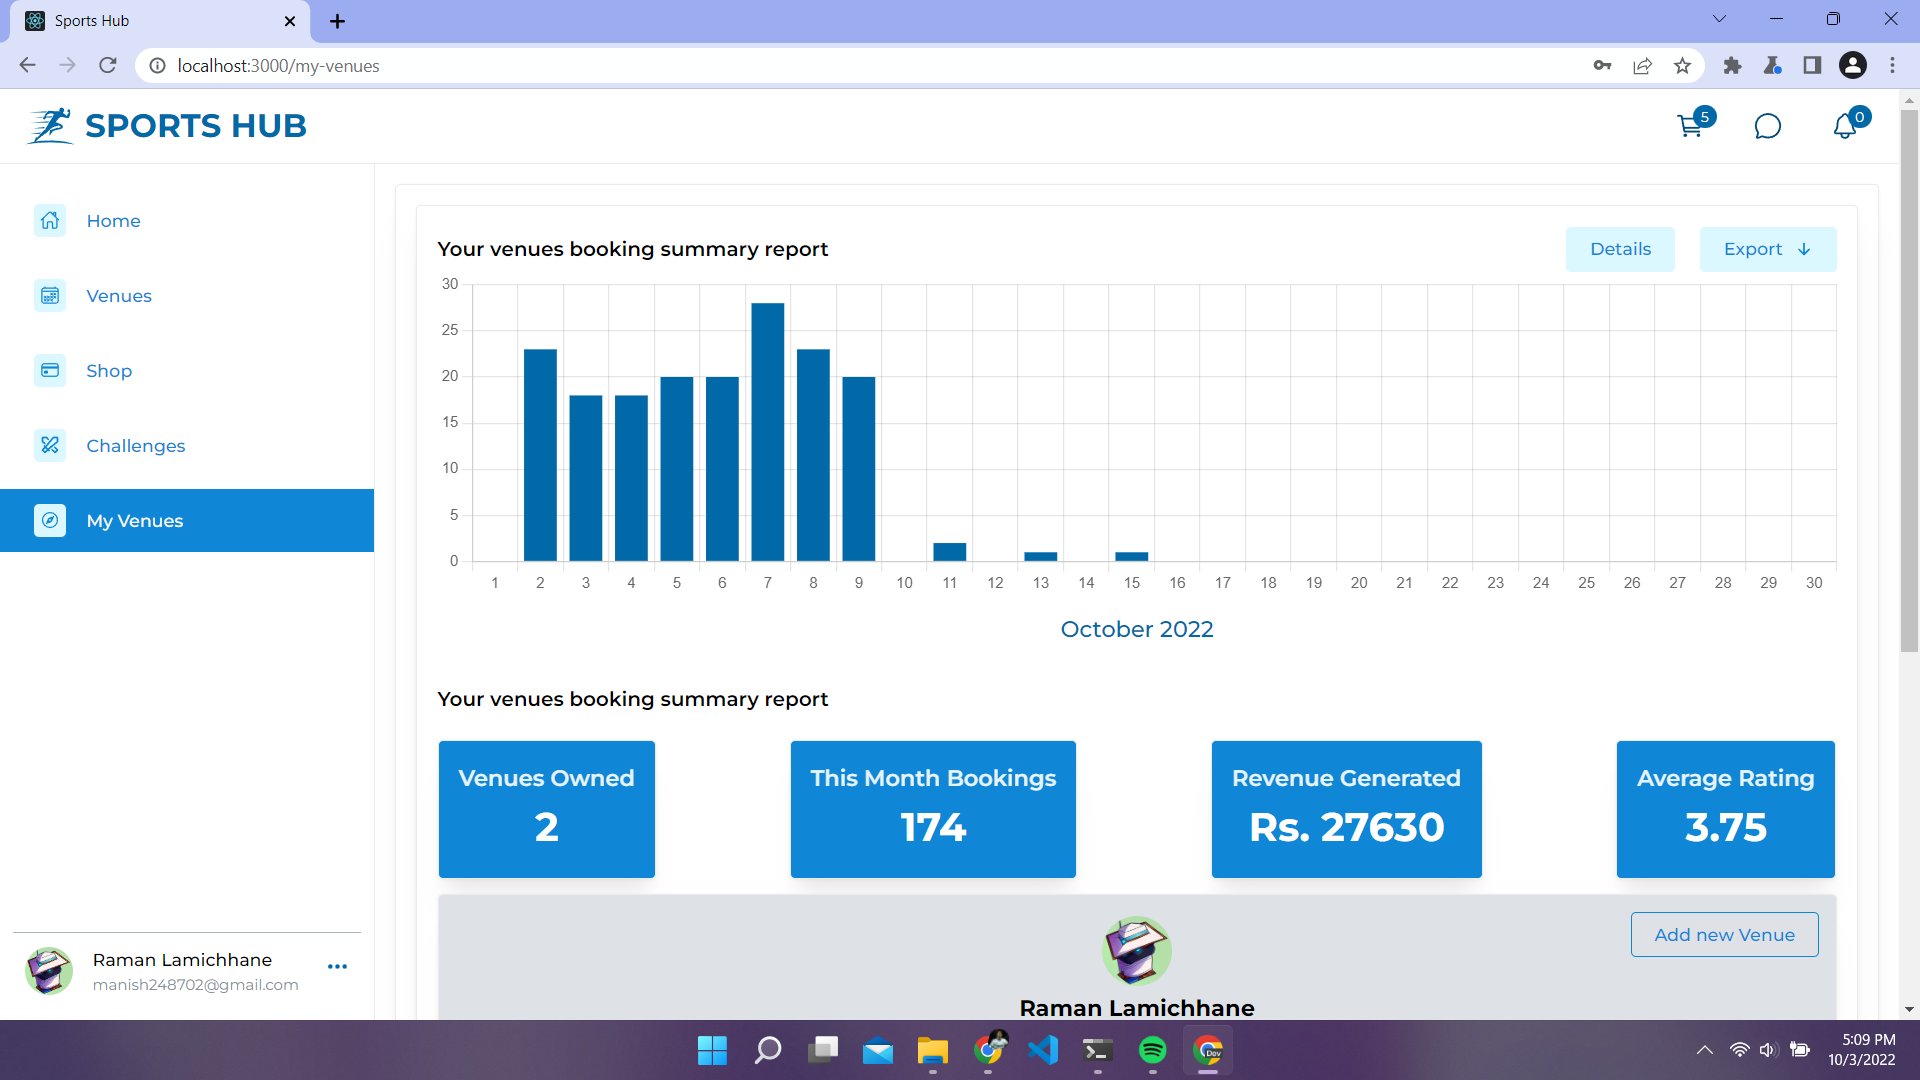 Sports Hub
localhost:3000/my-venues
SPORTS HUB
5
0
Home
Venues
Shop
Challenges
My Venues
Raman Lamichhane
manish248702@gmail.com
Your venues booking summary report
Details
Export
30
25
20
15
10
5
0
1 2 3 4 5 6 7 8 9 10 11 12 13 14 15 16 17 18 19 20 21 22 23 24 25 26 27 28 29 30
October 2022
Your venues booking summary report
Venues Owned
2
This Month Bookings
174
Revenue Generated
Rs. 27630
Average Rating
3.75
Add new Venue
Raman Lamichhane
Dev
5:09 PM
10/3/2022